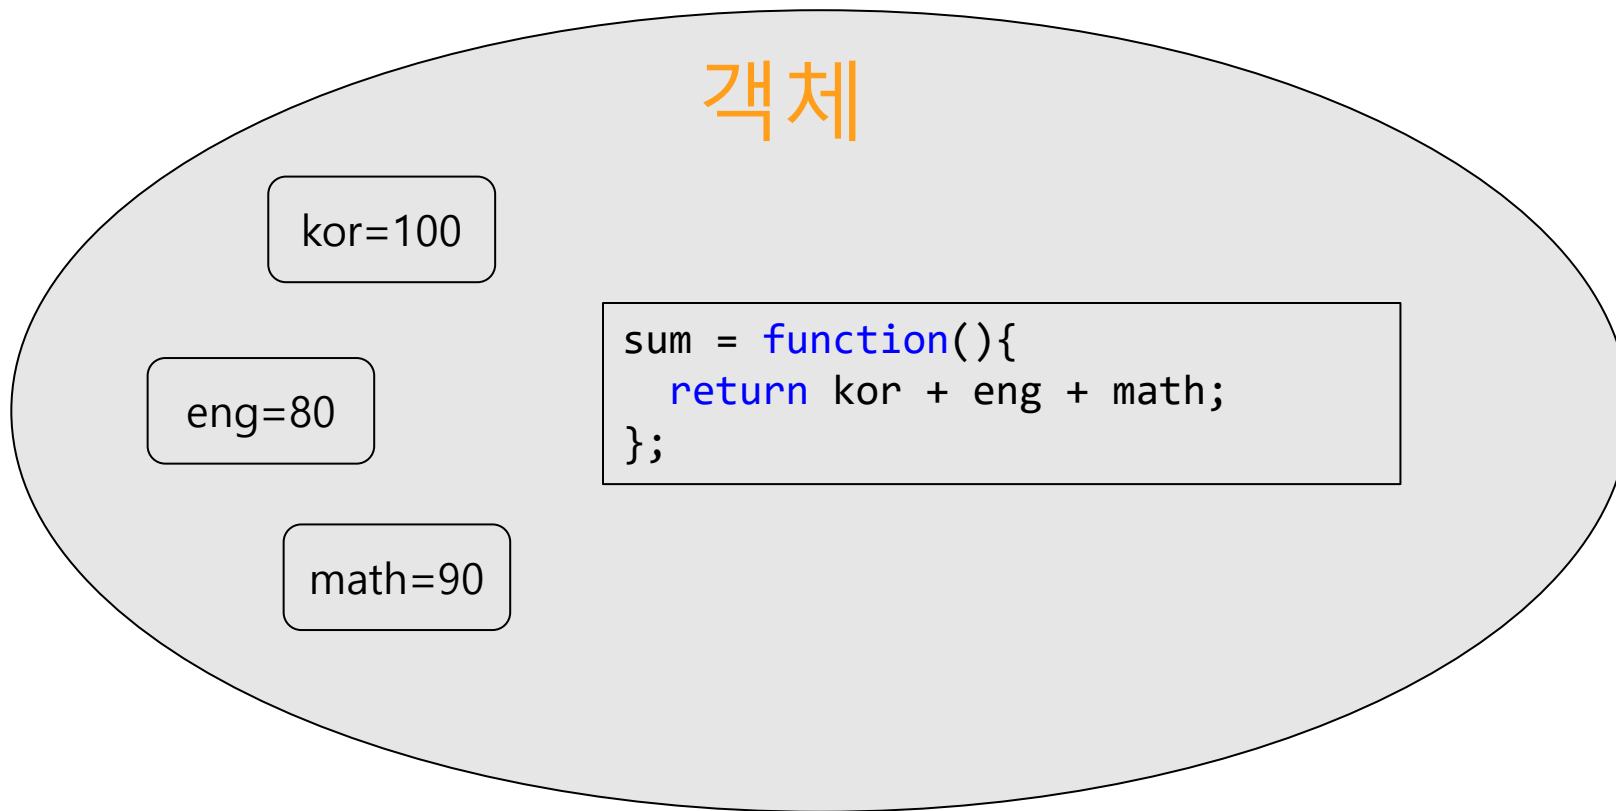 객체
kor=100
eng=80
math=90
sum = function(){
  return kor + eng + math;
};